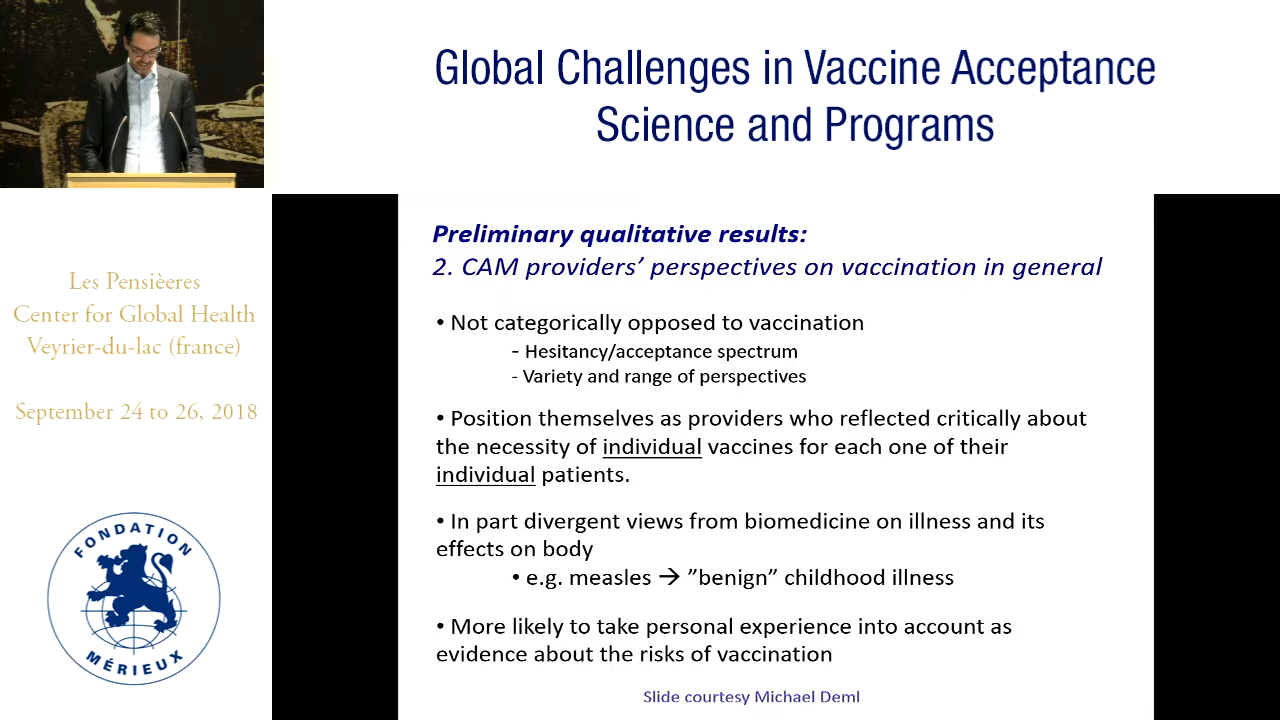 Global Challenges in Vaccine Acceptance
Science and Programs
Les Pensièeres
Center for Global Health
Veyrier-du-lac (france)
September 24 to 26, 2018
FONDATION
MÉRIEUX
Preliminary qualitative results:
2. CAM providers’ perspectives on vaccination in general
• Not categorically opposed to vaccination
- Hesitancy/acceptance spectrum
- Variety and range of perspectives
• Position themselves as providers who reflected critically about
the necessity of individual vaccines for each one of their
individual patients.
• In part divergent views from biomedicine on illness and its
effects on body
• e.g. measles → ”benign” childhood illness
• More likely to take personal experience into account as
evidence about the risks of vaccination
Slide courtesy Michael Deml